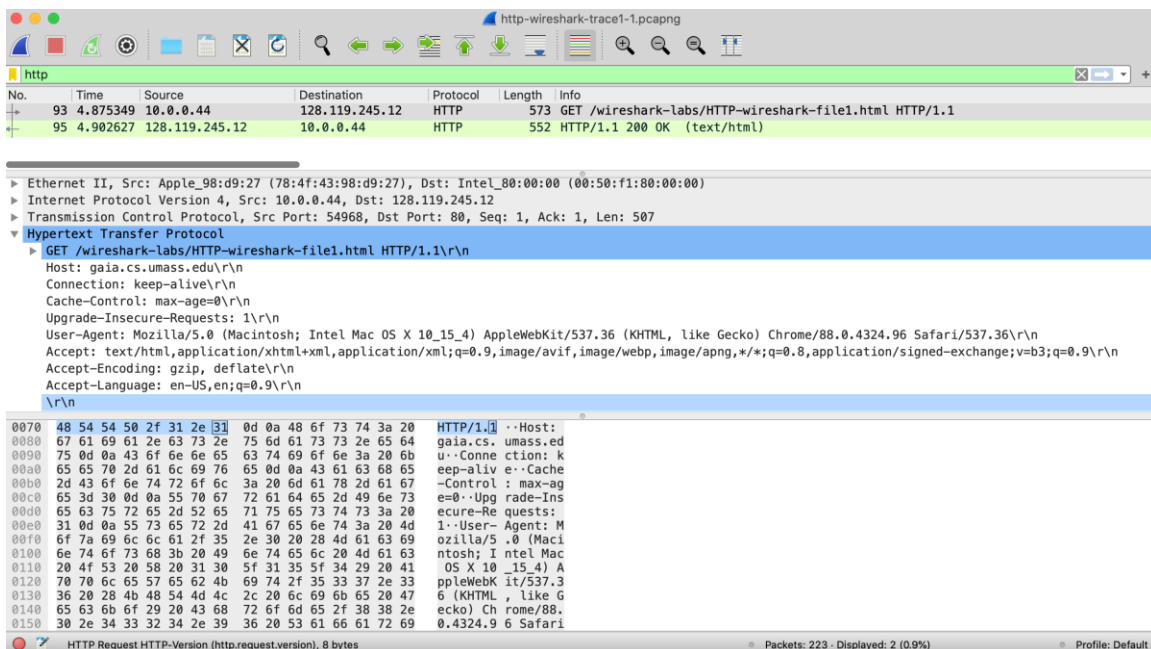 http-wireshark-trace1-1.pcapng
http
No. Time Source Destination Protocol Length Info
93 4.875349 10.0.0.44 128.119.245.12 HTTP 573 GET /wireshark-labs/HTTP-wireshark-file1.html HTTP/1.1
95 4.902627 128.119.245.12 10.0.0.44 HTTP 552 HTTP/1.1 200 OK (text/html)
Ethernet II, Src: Apple_98:d9:27 (78:4f:43:98:d9:27), Dst: Intel_80:00:00 (00:50:f1:80:00:00)
Internet Protocol Version 4, Src: 10.0.0.44, Dst: 128.119.245.12
Transmission Control Protocol, Src Port: 54968, Dst Port: 80, Seq: 1, Ack: 1, Len: 507
Hypertext Transfer Protocol
GET /wireshark-labs/HTTP-wireshark-file1.html HTTP/1.1\r\n
Host: gaia.cs.umass.edu\r\n
Connection: keep-alive\r\n
Cache-Control: max-age=0\r\n
Upgrade-Insecure-Requests: 1\r\n
User-Agent: Mozilla/5.0 (Macintosh; Intel Mac OS X 10_15_4) AppleWebKit/537.36 (KHTML, like Gecko) Chrome/88.0.4324.96 Safari/537.36\r\n
Accept: text/html,application/xhtml+xml,application/xml;q=0.9,image/avif,image/webp,image/apng,*/*;q=0.8,application/signed-exchange;v=b3;q=0.9\r\n
Accept-Encoding: gzip, deflate\r\n
Accept-Language: en-US,en;q=0.9\r\n
\r\n
0070 48 54 54 50 2f 31 2e 31 0d 0a 48 6f 73 74 3a 20 HTTP/1.1 ··Host:
0080 67 61 69 61 2e 63 73 2e 75 6d 61 73 73 2e 65 64 gaia.cs. umass.ed
0090 75 0d 0a 43 6f 6e 6e 65 63 74 69 6f 6e 3a 20 6b u··Conne ction: k
00a0 65 65 70 2d 61 6c 69 76 65 0d 0a 43 61 63 68 65 eep-aliv e··Cache
00b0 2d 43 6f 6e 74 72 6f 6c 3a 20 6d 61 78 2d 61 67 -Control : max-ag
00c0 65 3d 30 0d 0a 55 70 67 72 61 64 65 2d 49 6e 73 e=0··Upg rade-Ins
00d0 65 63 75 72 65 2d 52 65 71 75 65 73 74 73 3a 20 ecure-Re quests:
00e0 31 0d 0a 55 73 65 72 2d 41 67 65 6e 74 3a 20 4d 1··User- Agent: M
00f0 6f 7a 69 6c 6c 61 2f 35 2e 30 20 28 4d 61 63 69 ozilla/5 .0 (Maci
0100 6e 74 6f 73 68 3b 20 49 6e 74 65 6c 20 4d 61 63 ntosh; I ntel Mac
0110 20 4f 53 20 58 20 31 30 5f 31 35 5f 34 29 20 41 OS X 10 _15_4) A
0120 70 70 6c 65 57 65 62 4b 69 74 2f 35 33 37 2e 33 ppleWebK it/537.3
0130 36 20 28 4b 48 54 4d 4c 2c 20 6c 69 6b 65 20 47 6 (KHTML , like G
0140 65 63 6b 6f 29 20 43 68 72 6f 6d 65 2f 38 38 2e ecko) Ch rome/88.
0150 30 2e 34 33 32 34 2e 39 36 20 53 61 66 61 72 69 0.4324.9 6 Safari
HTTP Request HTTP-Version (http.request.version), 8 bytes Packets: 223 · Displayed: 2 (0.9%) Profile: Default